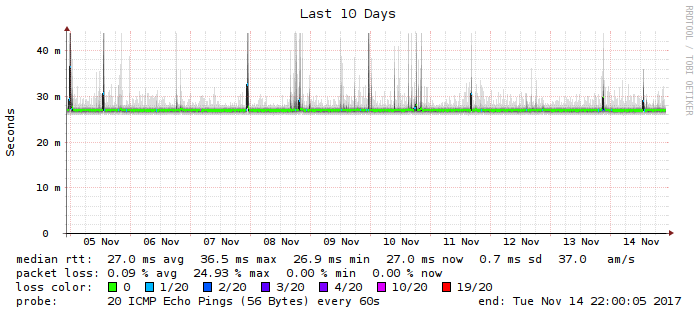 Last 10 Days
RRDTOOL / TOBI OETIKER
Seconds
40 m
30 m
20 m
10 m
0
05 Nov 06 Nov 07 Nov 08 Nov 09 Nov 10 Nov 11 Nov 12 Nov 13 Nov 14 Nov
median rtt: 27.0 ms avg 36.5 ms max 26.9 ms min 27.0 ms now 0.7 ms sd 37.0 am/s
packet loss: 0.09 % avg 24.93 % max 0.00 % min 0.00 % now
loss color: 0 1/20 2/20 3/20 4/20 10/20 19/20
probe: 20 ICMP Echo Pings (56 Bytes) every 60s end: Tue Nov 14 22:00:05 2017